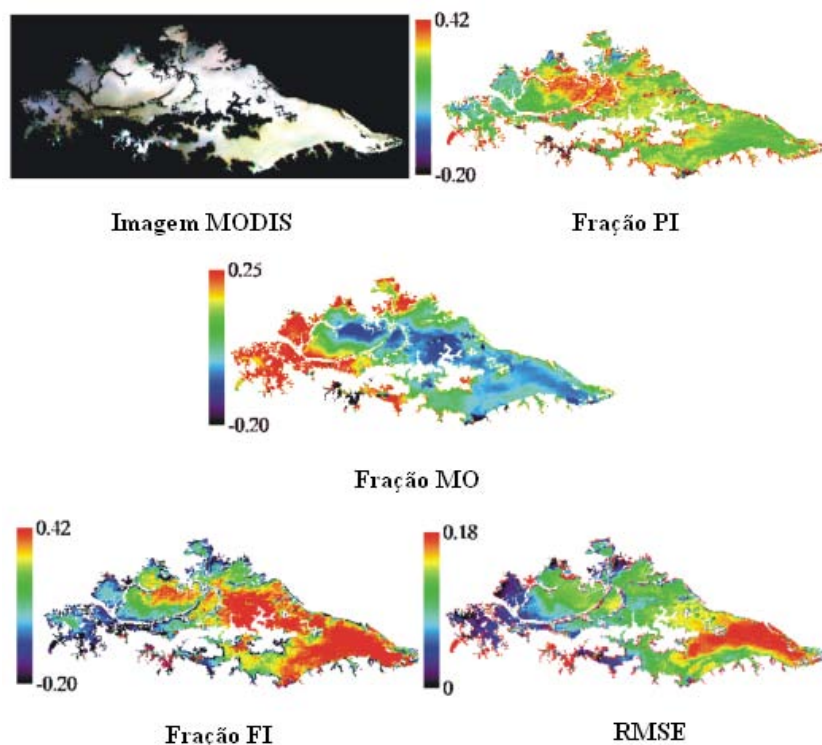 0.42
-0.20
Imagem MODIS
Fração PI
0.25
-0.20
Fração MO
0.42
-0.20
0.18
0
Fração FI
RMSE